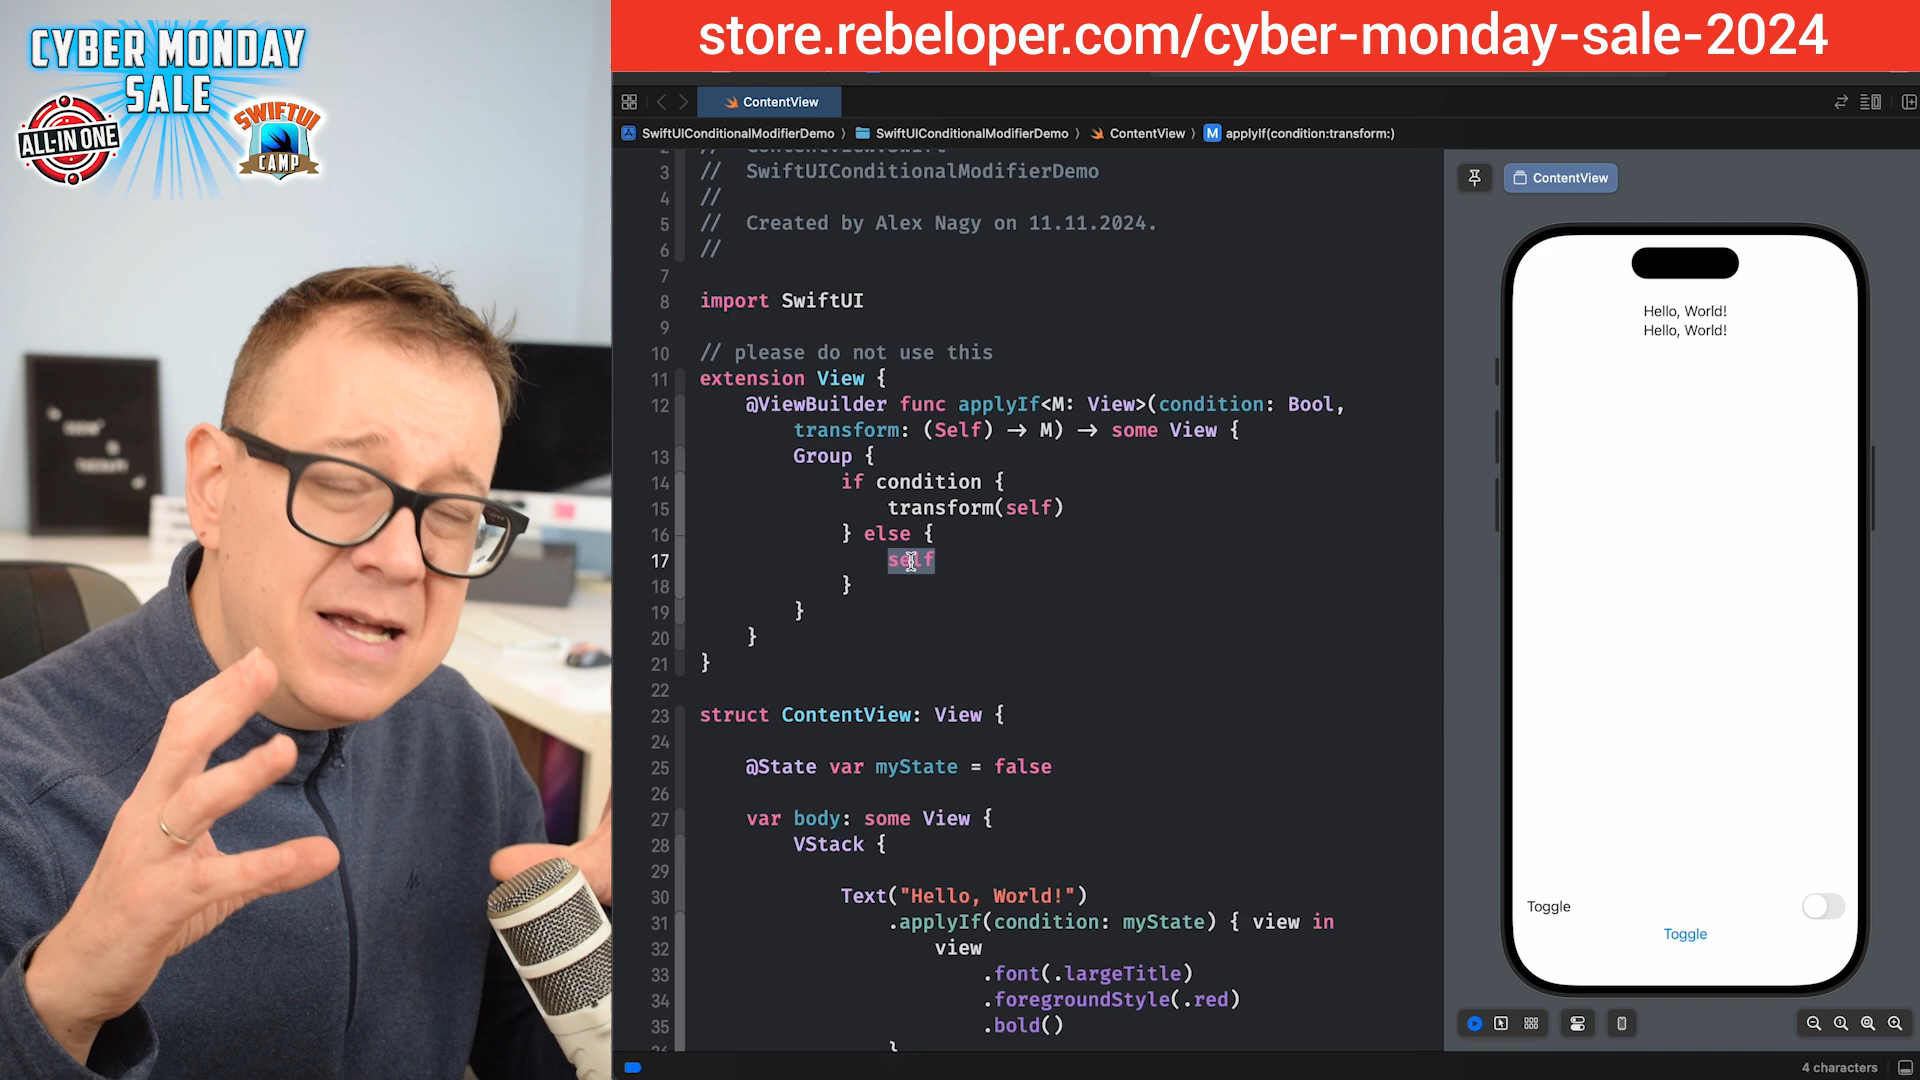 CYBER MONDAY
SALE
ALL-IN ONE
SWIFTUI
CAMP
store.rebeloper.com/cyber-monday-sale-2024
ContentView
SwiftUIConditionalModifierDemo
SwiftUIConditionalModifierDemo
ContentView
M
applyIf(condition:transform:)
3 // SwiftUIConditionalModifierDemo
4 //
5 // Created by Alex Nagy on 11.11.2024.
6 //
7
8 import SwiftUI
9
10 // please do not use this
11 extension View {
12 @ViewBuilder func applyIf<M: View>(condition: Bool,
transform: (Self) -> M) -> some View {
13 Group {
14 if condition {
15 transform(self)
16 } else {
17 self
18 }
19 }
20 }
21 }
22
23 struct ContentView: View {
24
25 @State var myState = false
26
27 var body: some View {
28 VStack {
29
30 Text("Hello, World!")
31 .applyIf(condition: myState) { view in
32 view
33 .font(.largeTitle)
34 .foregroundStyle(.red)
35 .bold()
}
ContentView
Hello, World!
Hello, World!
Toggle
Toggle
4 characters